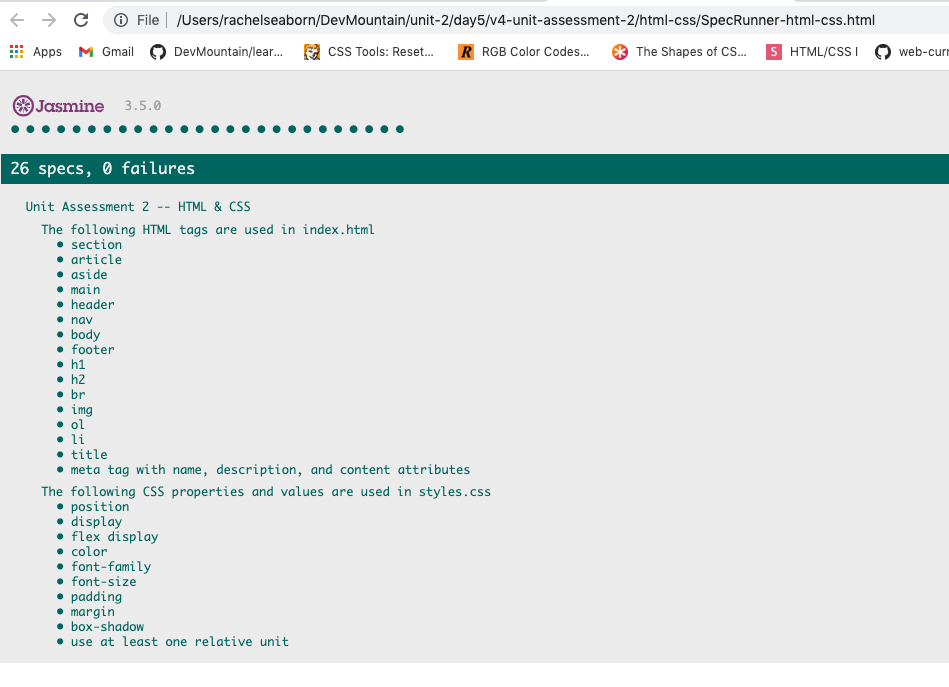 File /Users/rachelseaborn/DevMountain/unit-2/day5/v4-unit-assessment-2/html-css/SpecRunner-html-css.html
Apps Gmail DevMountain/lear... CSS Tools: Reset... RGB Color Codes... The Shapes of CS... S HTML/CSS I web-curr
Jasmine 3.5.0
26 specs, 0 failures
Unit Assessment 2 -- HTML & CSS
The following HTML tags are used in index.html
• section
• article
• aside
• main
• header
• nav
• body
• footer
• h1
• h2
• br
• img
• ol
• li
• title
• meta tag with name, description, and content attributes
The following CSS properties and values are used in styles.css
• position
• display
• flex display
• color
• font-family
• font-size
• padding
• margin
• box-shadow
• use at least one relative unit